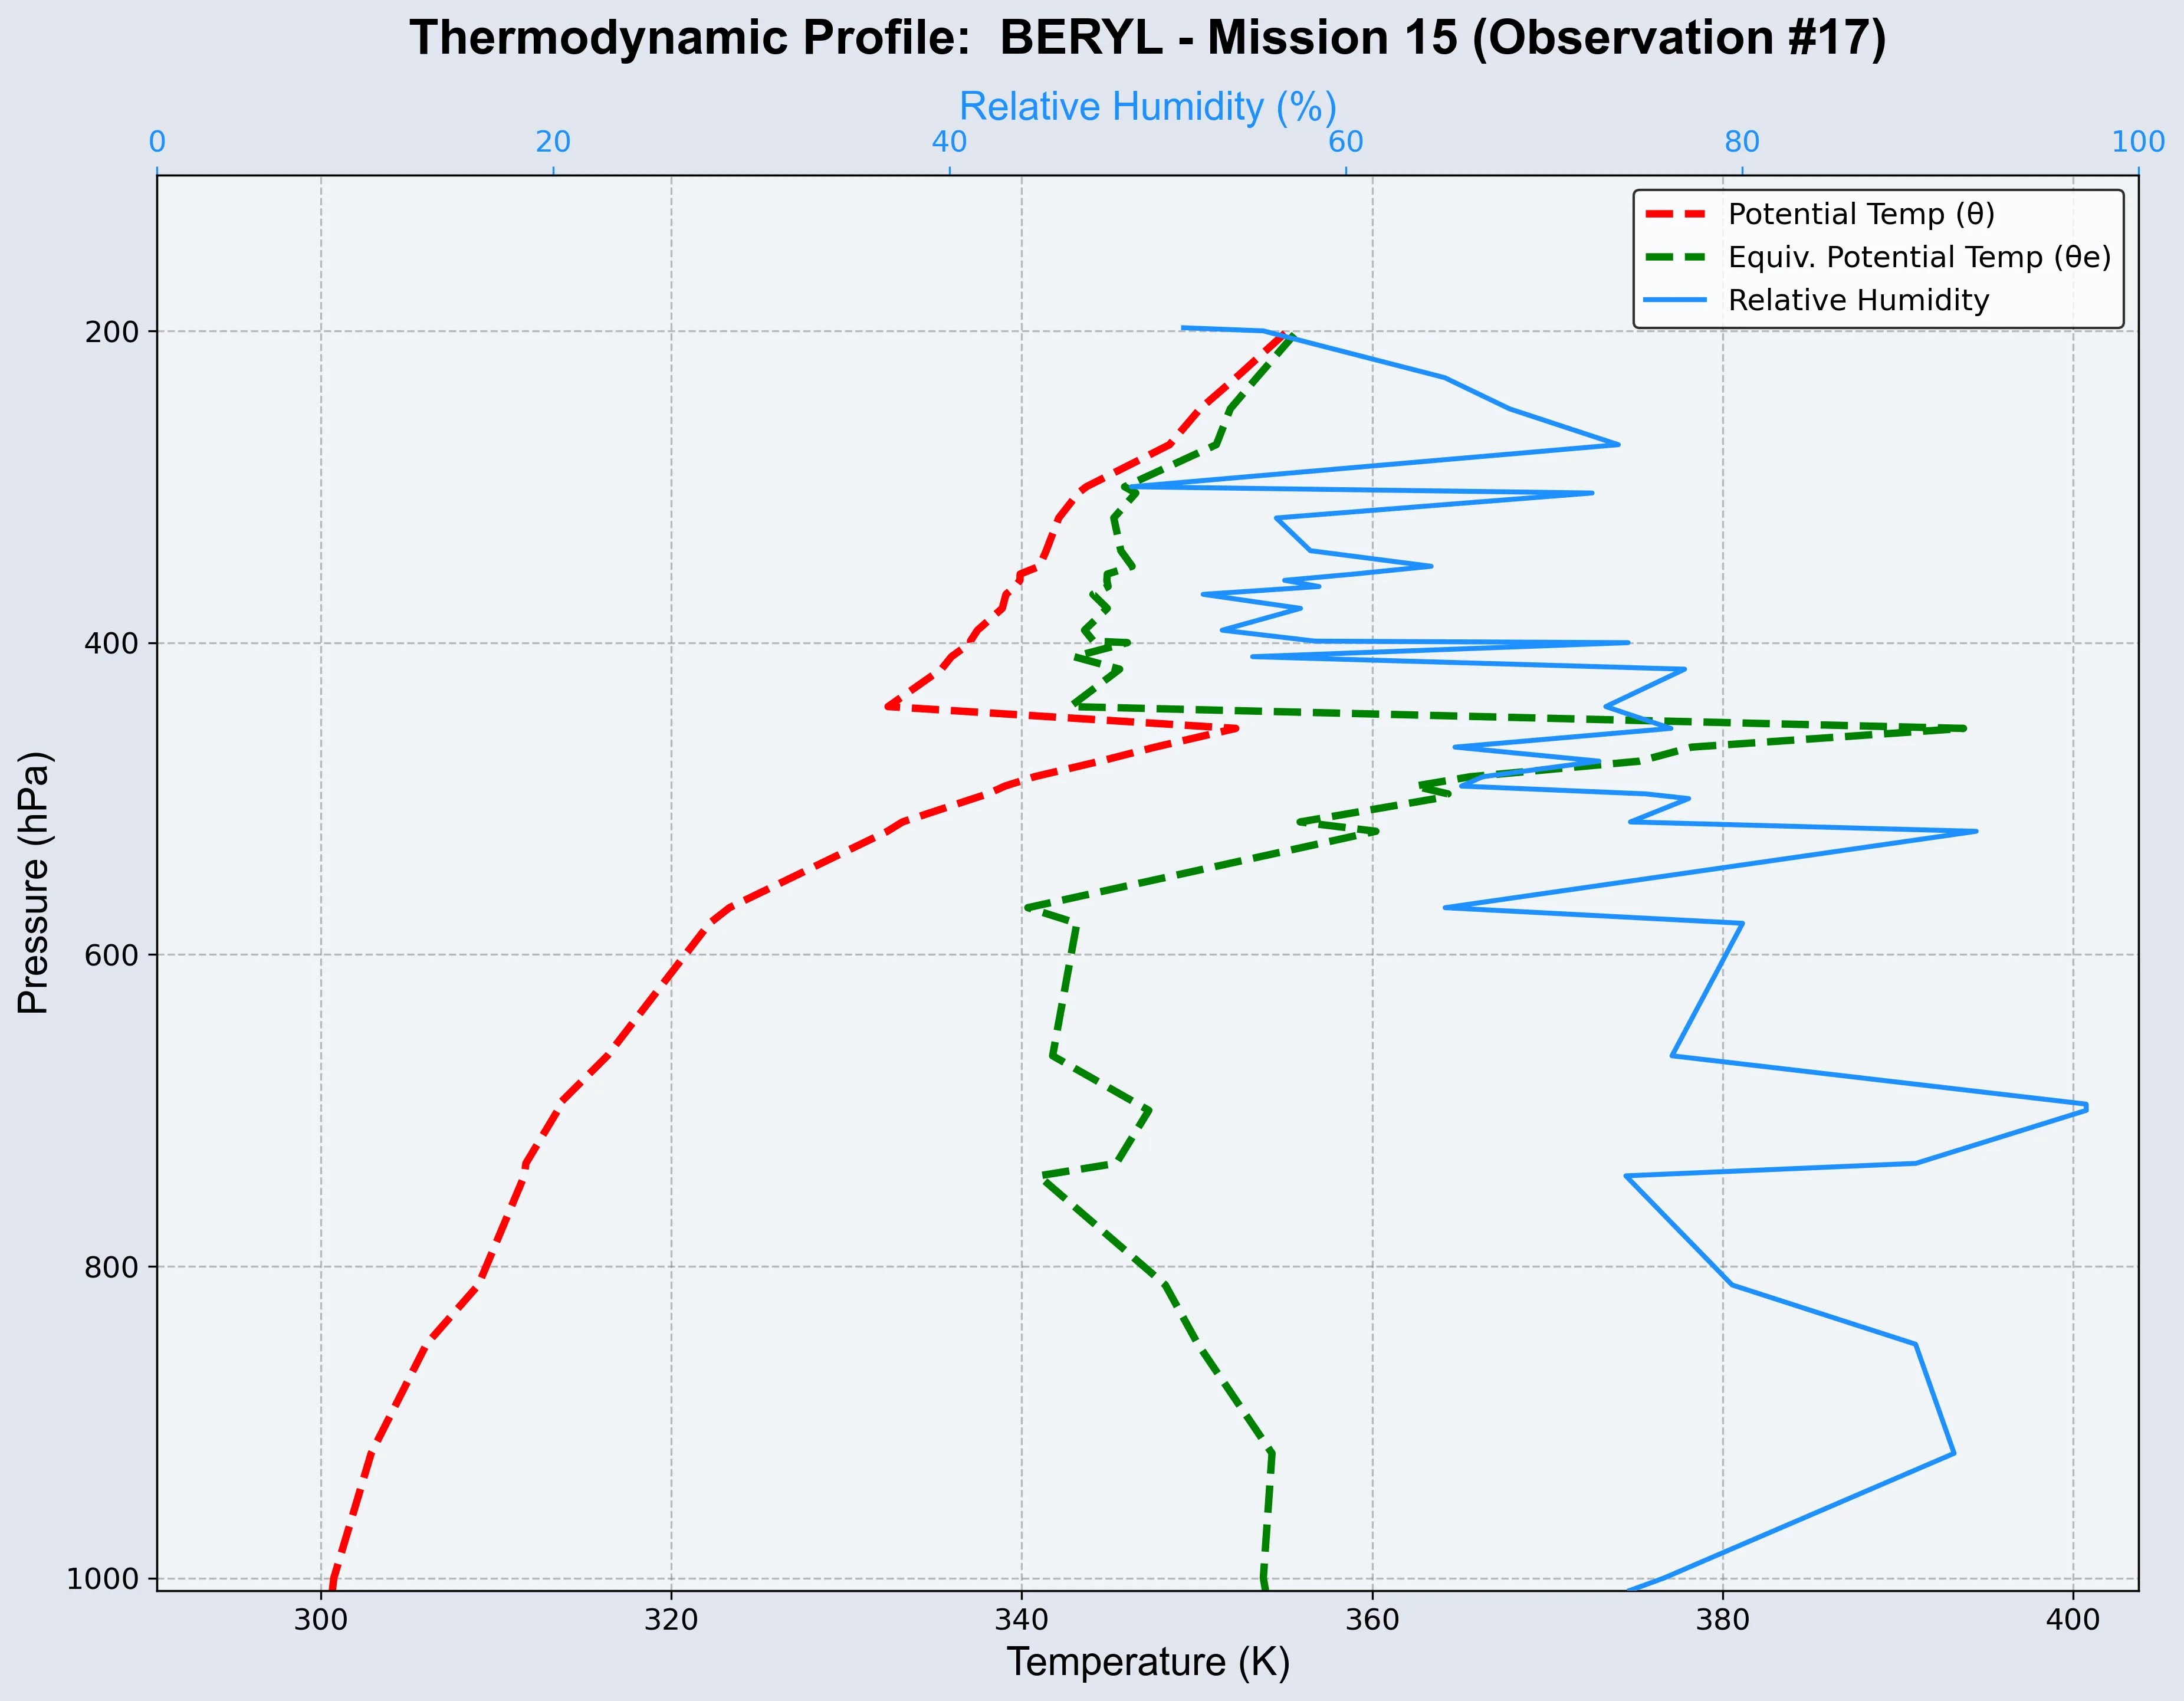 Thermodynamic Profile:  BERYL - Mission 15 (Observation #17)
Relative Humidity (%)
0 20 40 60 80 100
Potential Temp (θ)
Equiv. Potential Temp (θe)
Relative Humidity
Pressure (hPa)
200
400
600
800
1000
300 320 340 360 380 400
Temperature (K)